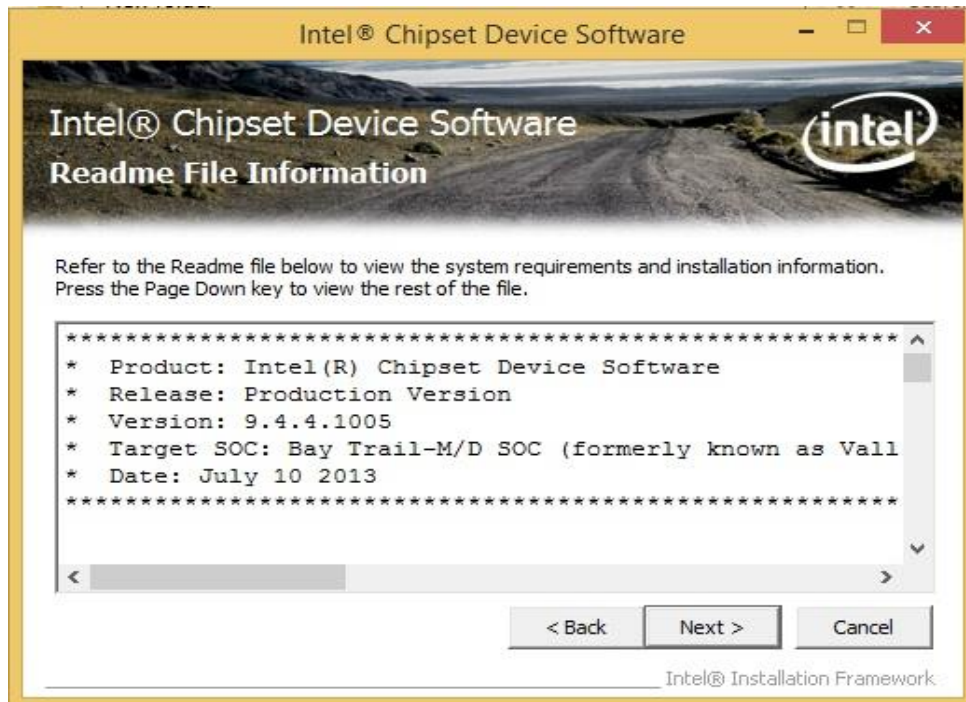 Intel® Chipset Device Software
Intel® Chipset Device Software
intel
Readme File Information
Refer to the Readme file below to view the system requirements and installation information.
Press the Page Down key to view the rest of the file.
************************************************************
* Product: Intel(R) Chipset Device Software
* Release: Production Version
* Version: 9.4.4.1005
* Target SOC: Bay Trail-M/D SOC (formerly known as Vall
* Date: July 10 2013
************************************************************
< Back Next > Cancel
Intel® Installation Framework